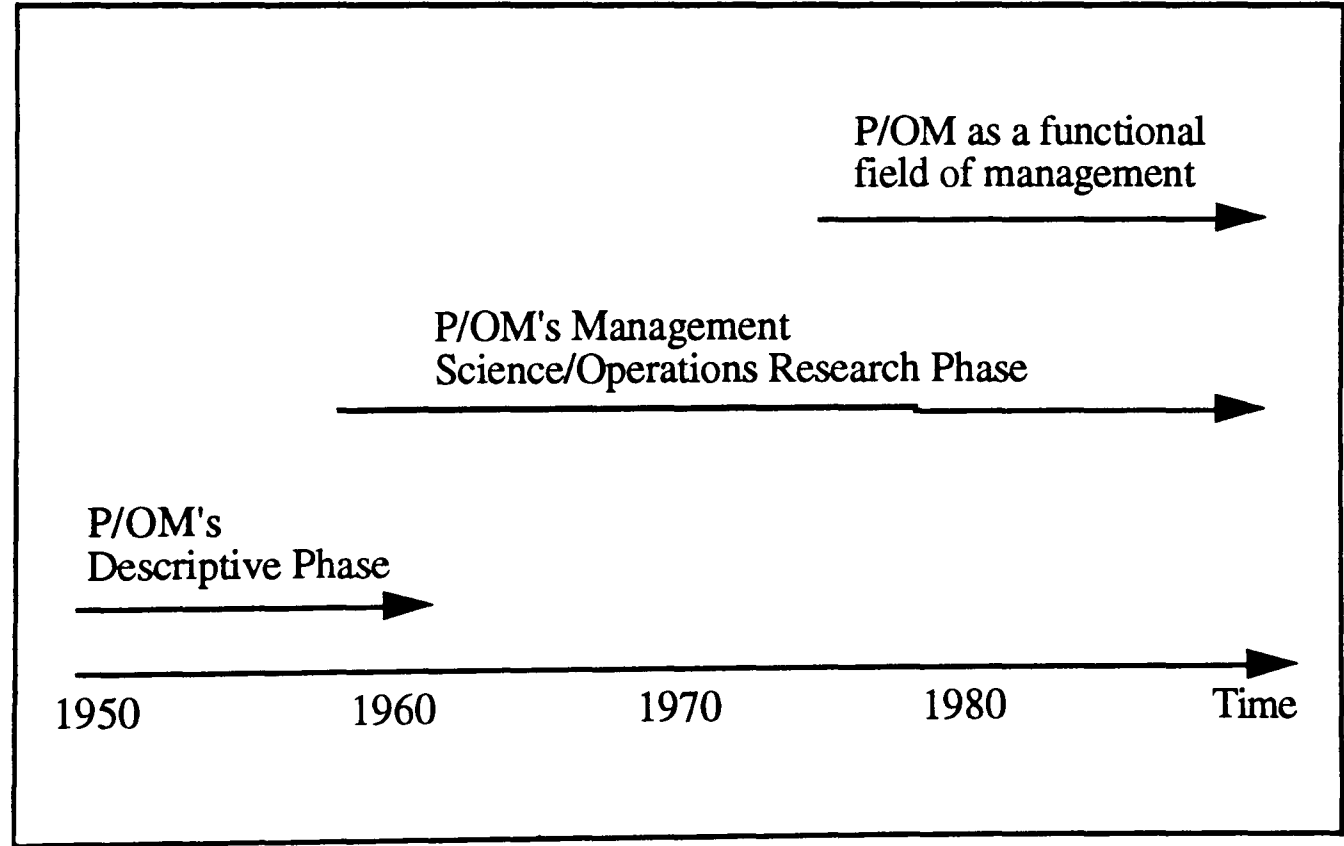 P/OM as a functional
field of management
P/OM's Management
Science/Operations Research Phase
P/OM's
Descriptive Phase
1950 1960 1970 1980 Time